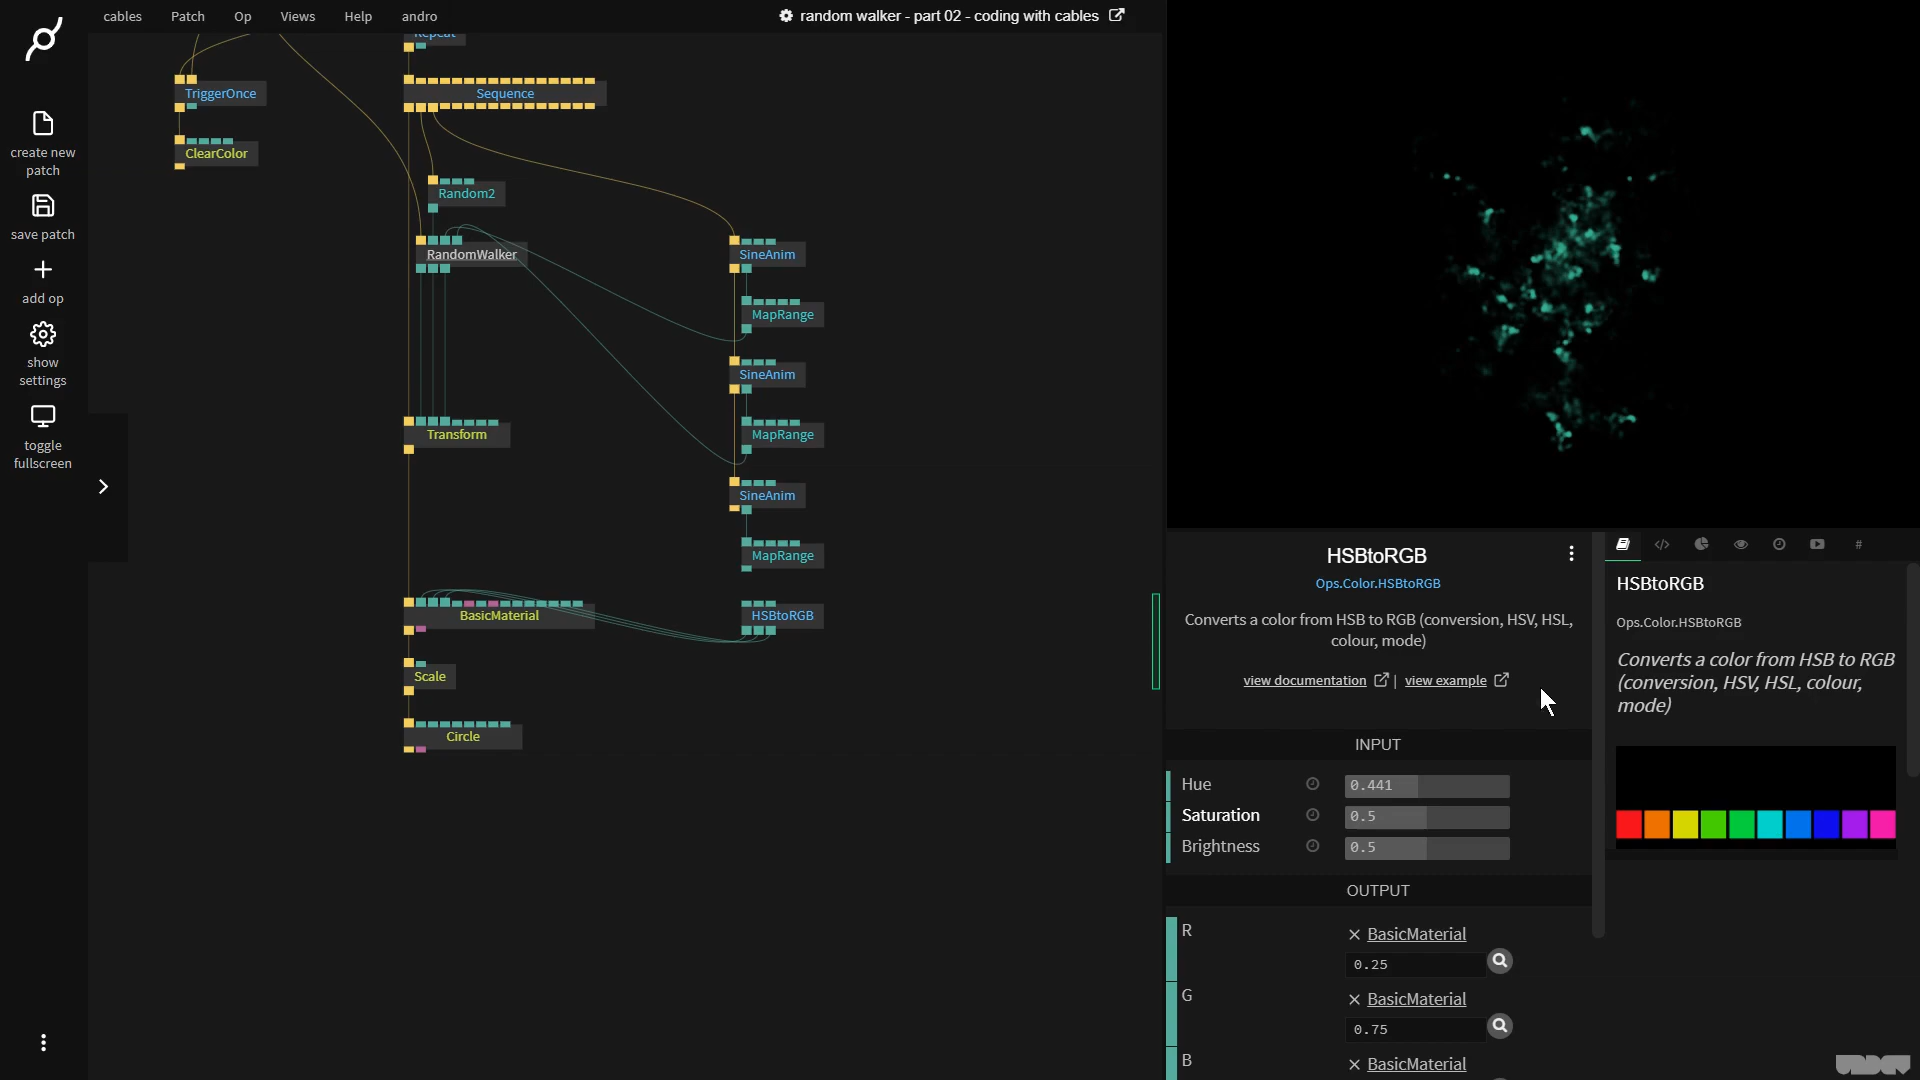 cables
Patch
Op
Views
Help
andro
random walker - part 02 - coding with cables
create new
patch
save patch
add op
show
settings
toggle
fullscreen
Repeat
TriggerOnce
Sequence
ClearColor
Random2
RandomWalker
SineAnim
MapRange
SineAnim
Transform
MapRange
SineAnim
MapRange
BasicMaterial
HSBtoRGB
Scale
Circle
HSBtoRGB
Ops.Color.HSBtoRGB
Converts a color from HSB to RGB (conversion, HSV, HSL,
colour, mode)
view documentation | view example
INPUT
Hue
0.441
Saturation
0.5
Brightness
0.5
OUTPUT
R
BasicMaterial
0.25
G
BasicMaterial
0.75
B
BasicMaterial
#
HSBtoRGB
Ops.Color.HSBtoRGB
Converts a color from HSB to RGB
(conversion, HSV, HSL, colour,
mode)